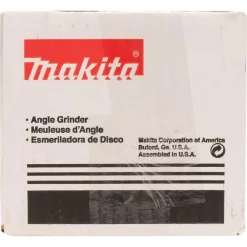 makita®
• Angle Grinder
• Meuleuse d'Angle
• Esmeriladora de Disco
Makita Corporation of America
Buford, Ga. U.S.A.
Assembled in U.S.A.